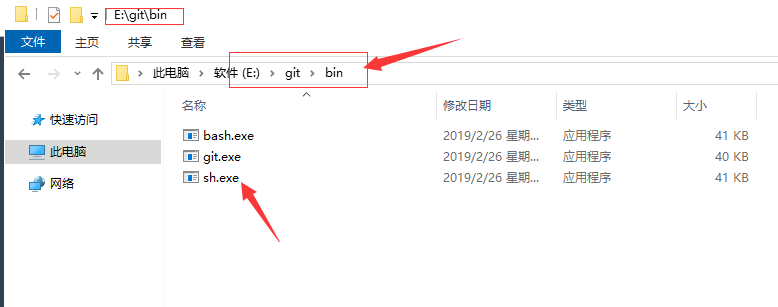 E:\git\bin
文件 主页 共享 查看
此电脑 软件 (E:) git bin
名称 修改日期 类型 大小
快速访问
此电脑
网络
bash.exe 2019/2/26 星期... 应用程序 41 KB
git.exe 2019/2/26 星期... 应用程序 40 KB
sh.exe 2019/2/26 星期... 应用程序 41 KB